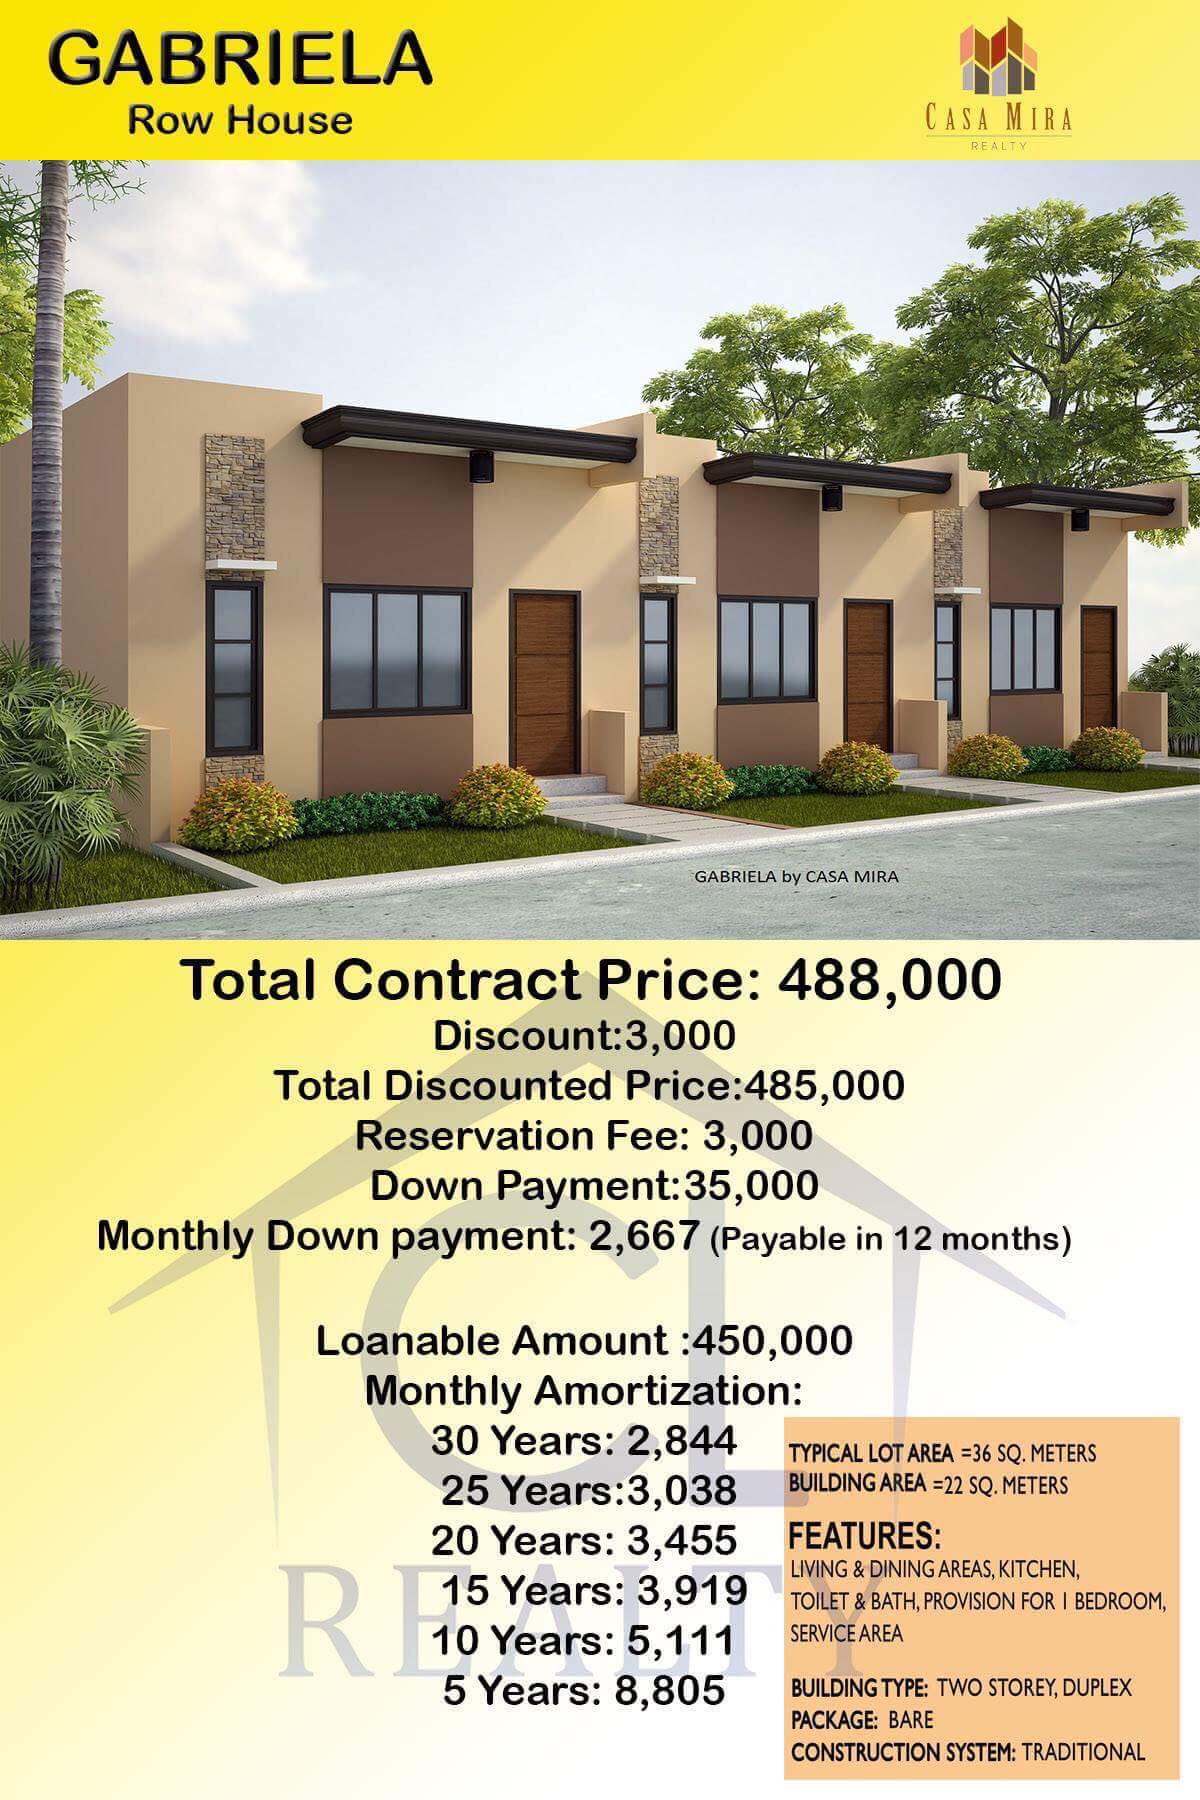 GABRIELA
Row House
CASA MIRA
REALTY
GABRIELA by CASA MIRA
Total Contract Price: 488,000
Discount:3,000
Total Discounted Price:485,000
Reservation Fee: 3,000
Down Payment:35,000
Monthly Down payment: 2,667 (Payable in 12 months)
Loanable Amount :450,000
Monthly Amortization:
30 Years: 2,844
25 Years:3,038
20 Years: 3,455
15 Years: 3,919
10 Years: 5,111
5 Years: 8,805
CL
REALTY
TYPICAL LOT AREA =36 SQ. METERS
BUILDING AREA =22 SQ. METERS
FEATURES:
LIVING & DINING AREAS, KITCHEN,
TOILET & BATH, PROVISION FOR 1 BEDROOM,
SERVICE AREA
BUILDING TYPE: TWO STOREY, DUPLEX
PACKAGE: BARE
CONSTRUCTION SYSTEM: TRADITIONAL